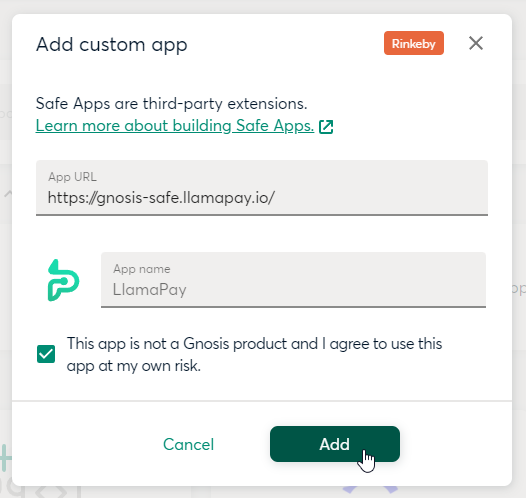 Add custom app
Rinkeby
Safe Apps are third-party extensions.
Learn more about building Safe Apps.
App URL
https://gnosis-safe.llamapay.io/
App name
LlamaPay
This app is not a Gnosis product and I agree to use this
app at my own risk.
Cancel
Add